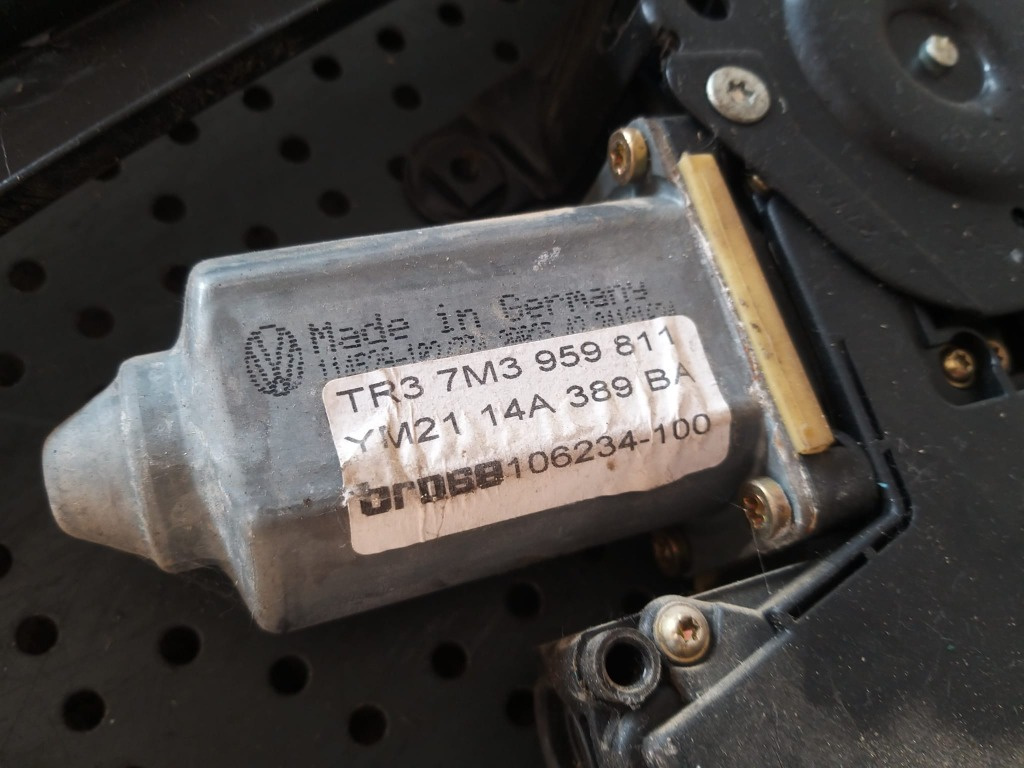 Made in Germany
TR3 7M3 959 811
YM21 14A 389 BA
brose 106234-100